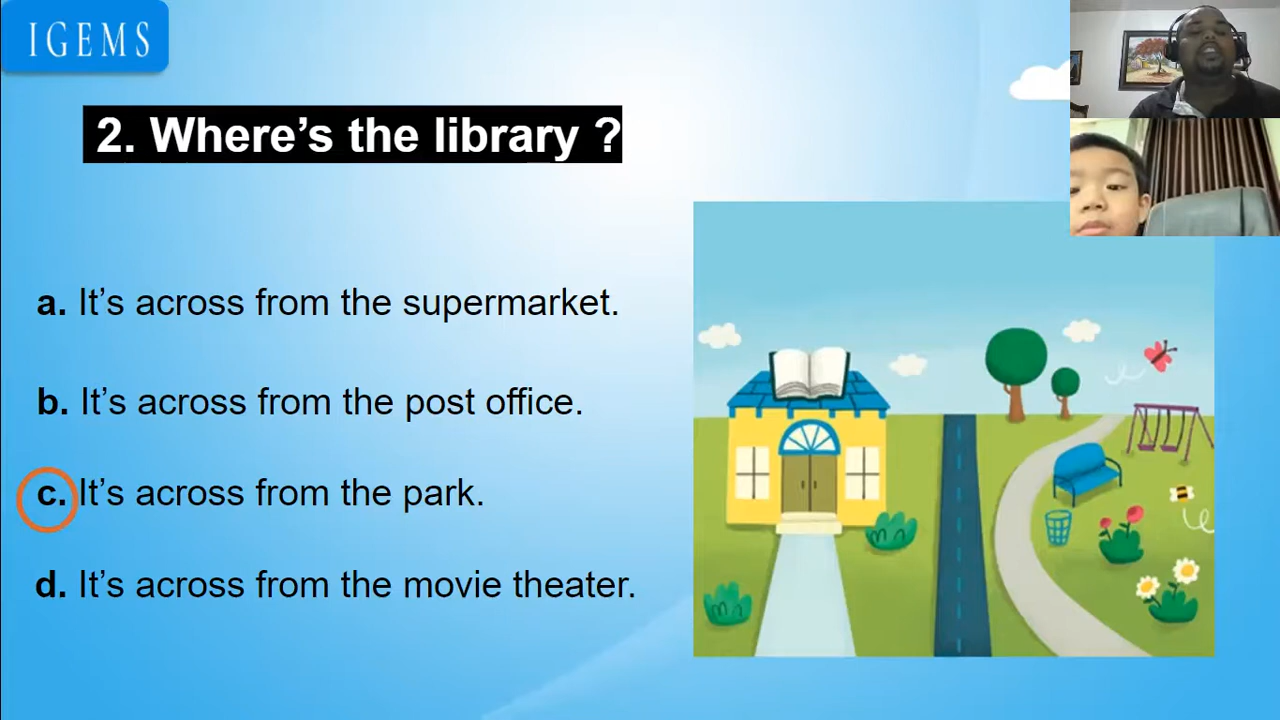 IGEMS
2. Where's the library ?
a. It's across from the supermarket.
b. It's across from the post office.
c. It's across from the park.
d. It's across from the movie theater.